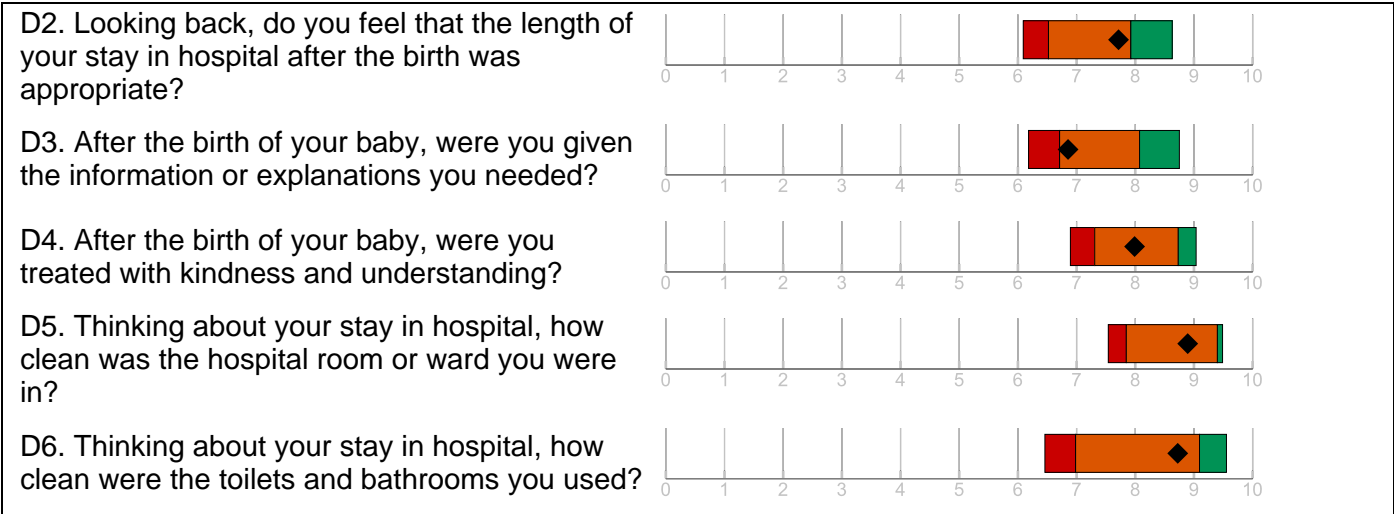 D2. Looking back, do you feel that the length of
your stay in hospital after the birth was
appropriate?
0 1 2 3 4 5 6 7 8 9 10
D3. After the birth of your baby, were you given
the information or explanations you needed?
0 1 2 3 4 5 6 7 8 9 10
D4. After the birth of your baby, were you
treated with kindness and understanding?
0 1 2 3 4 5 6 7 8 9 10
D5. Thinking about your stay in hospital, how
clean was the hospital room or ward you were
in?
0 1 2 3 4 5 6 7 8 9 10
D6. Thinking about your stay in hospital, how
clean were the toilets and bathrooms you used?
0 1 2 3 4 5 6 7 8 9 10